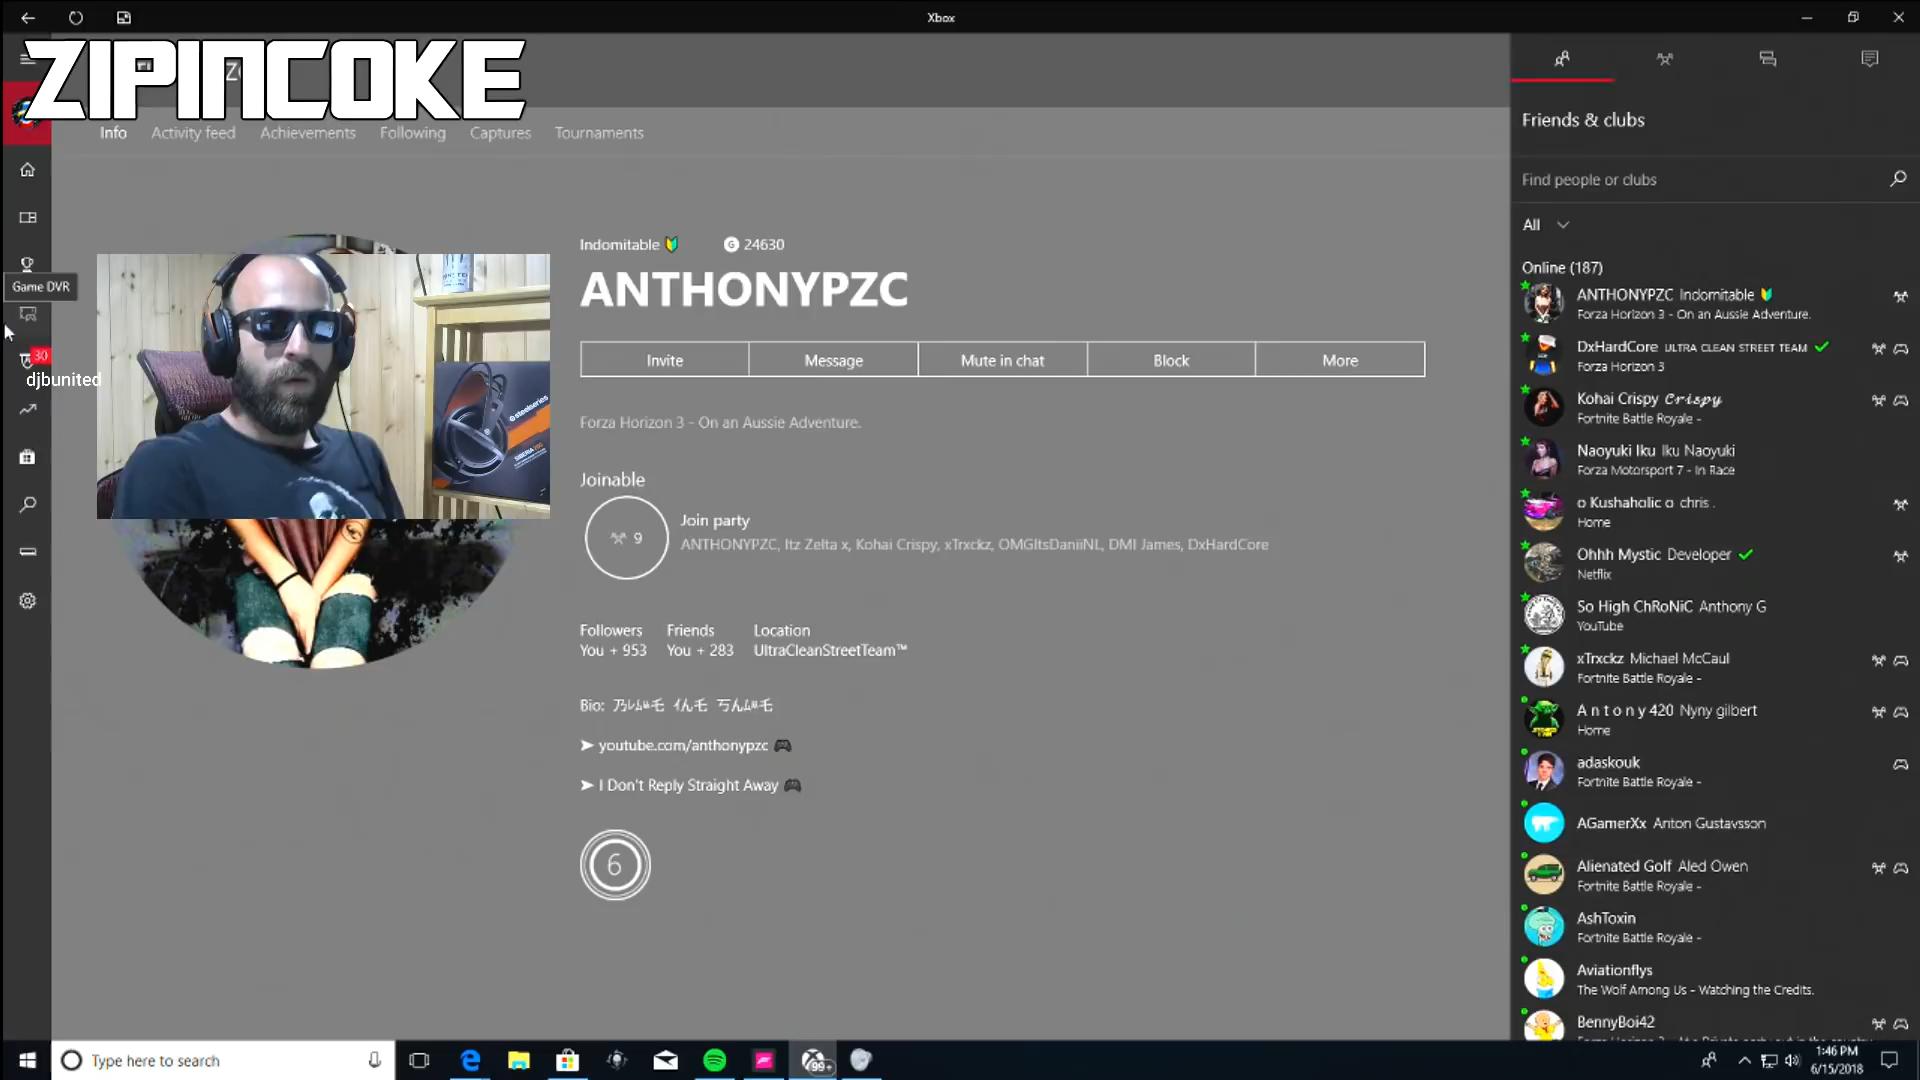 Xbox
ZIPINCOKE
Info Activity feed Achievements Following Captures Tournaments
Game DVR
30
djbunited
steelseries
Indomitable 24630
ANTHONYPZC
Invite Message Mute in chat Block More
Forza Horizon 3 - On an Aussie Adventure.
Joinable
9
Join party
ANTHONYPZC, Itz Zelta x, Kohai Crispy, xTrxckz, OMGItsDaniiNL, DMI James, DxHardCore
Followers Friends Location
You + 953 You + 283 UltraCleanStreetTeam™
Bio:
➤ youtube.com/anthonypzc 🎮
➤ I Don't Reply Straight Away 🎮
6
Friends & clubs
Find people or clubs
All
Online (187)
ANTHONYPZC Indomitable
Forza Horizon 3 - On an Aussie Adventure.
DxHardCore ULTRA CLEAN STREET TEAM ✔
Forza Horizon 3
Kohai Crispy 𝓒𝓻𝓲𝓼𝓹𝔂
Fortnite Battle Royale -
Naoyuki Iku Iku Naoyuki
Forza Motorsport 7 - In Race
o Kushaholic o chris .
Home
Ohhh Mystic Developer ✔
Netflix
So High ChRoNiC Anthony G
YouTube
xTrxckz Michael McCaul
Fortnite Battle Royale -
A n t o n y 420 Nyny gilbert
Home
adaskouk
Fortnite Battle Royale -
AGamerXx Anton Gustavsson
Alienated Golf Aled Owen
Fortnite Battle Royale -
AshToxin
Fortnite Battle Royale -
Aviationflys
The Wolf Among Us - Watching the Credits.
BennyBoi42
Type here to search
99+
1:46 PM
6/15/2018